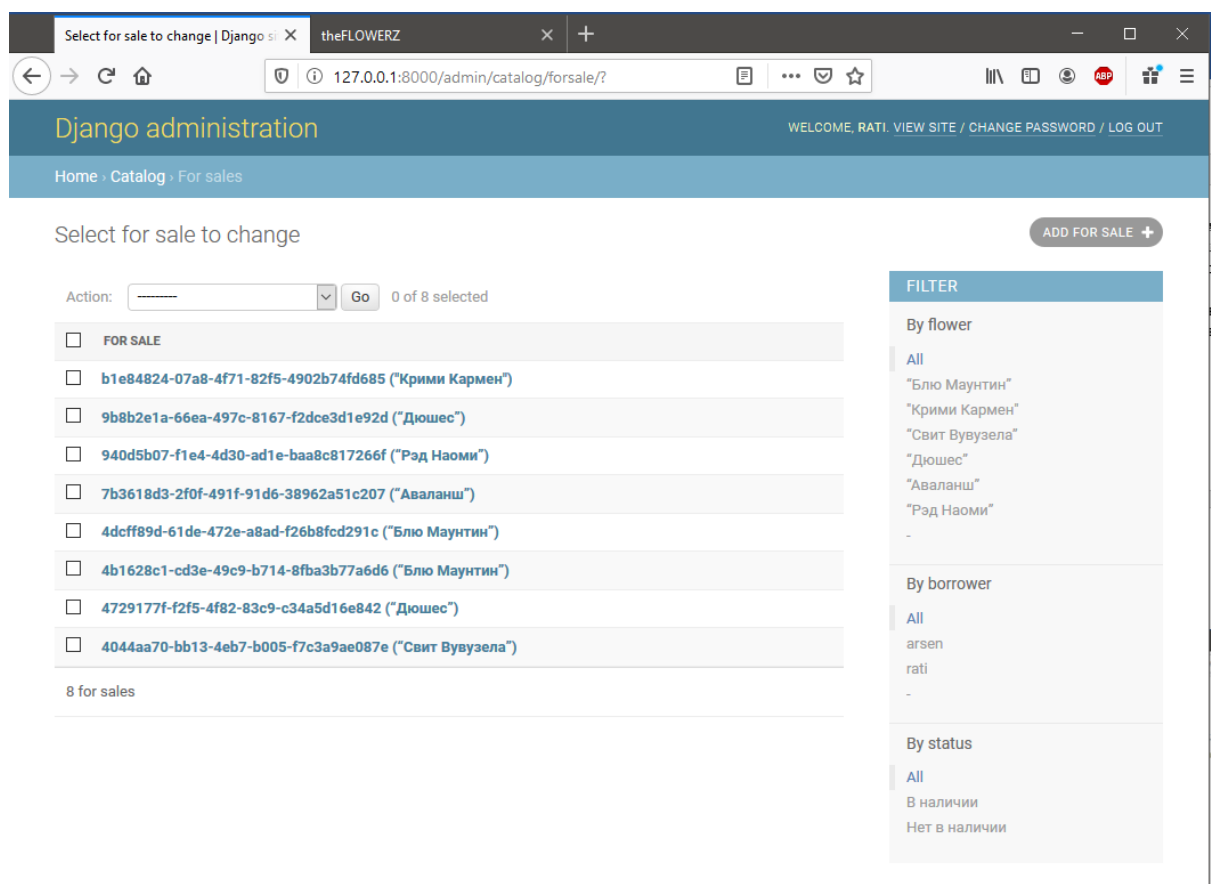 Select for sale to change | Django si
theFLOWERZ
127.0.0.1:8000/admin/catalog/forsale/?
ABP
Django administration
WELCOME, RATI. VIEW SITE / CHANGE PASSWORD / LOG OUT
Home › Catalog › For sales
Select for sale to change
ADD FOR SALE +
Action: --------- Go 0 of 8 selected
FOR SALE
b1e84824-07a8-4f71-82f5-4902b74fd685 ("Крими Кармен")
9b8b2e1a-66ea-497c-8167-f2dce3d1e92d (“Дюшес”)
940d5b07-f1e4-4d30-ad1e-baa8c817266f (“Рэд Наоми”)
7b3618d3-2f0f-491f-91d6-38962a51c207 (“Аваланш”)
4dcff89d-61de-472e-a8ad-f26b8fcd291c (“Блю Маунтин”)
4b1628c1-cd3e-49c9-b714-8fba3b77a6d6 (“Блю Маунтин”)
4729177f-f2f5-4f82-83c9-c34a5d16e842 (“Дюшес”)
4044aa70-bb13-4eb7-b005-f7c3a9ae087e (“Свит Вувузела”)
8 for sales
FILTER
By flower
All
“Блю Маунтин”
"Крими Кармен"
“Свит Вувузела”
“Дюшес”
“Аваланш”
“Рэд Наоми”
-
By borrower
All
arsen
rati
-
By status
All
В наличии
Нет в наличии